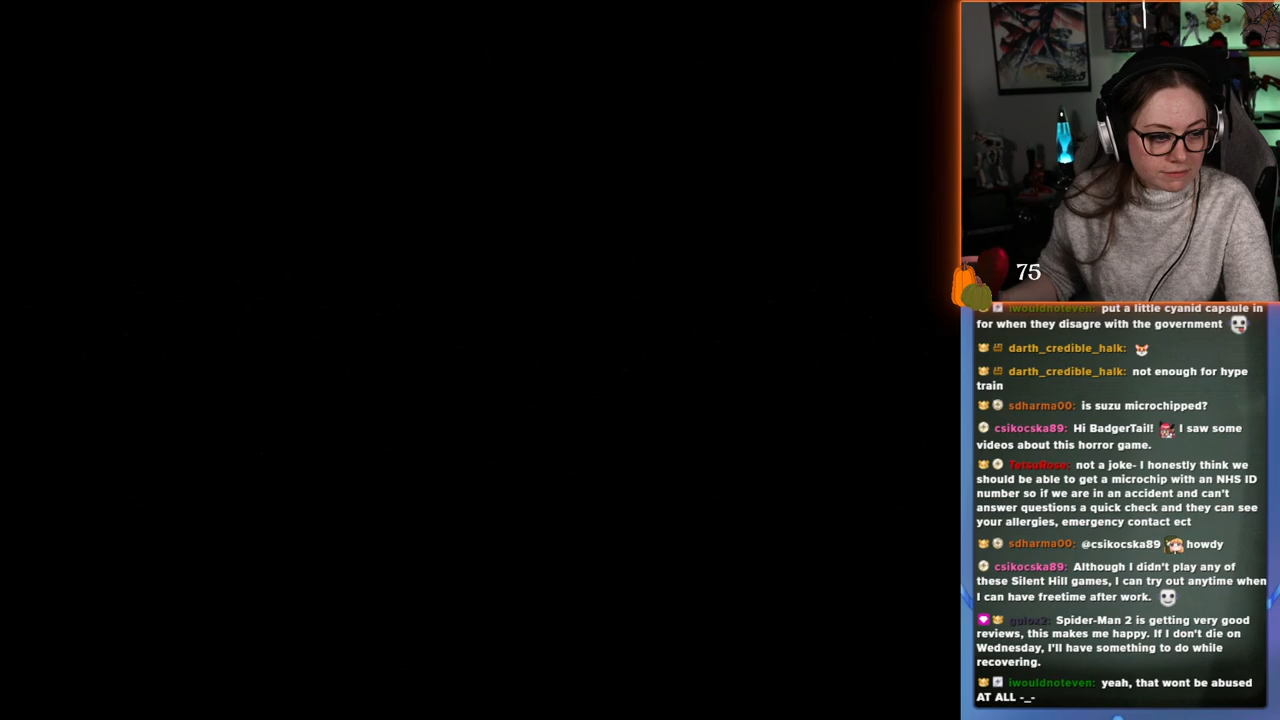 75
iwouldnoteven: put a little cyanid capsule in
for when they disagree with the government
darth_credible_halk:
darth_credible_halk: not enough for hype
train
sdharma00: is suzu microchipped?
csikocska89: Hi BadgerTail! I saw some
videos about this horror game.
TetsuRose: not a joke- I honestly think we
should be able to get a microchip with an NHS ID
number so if we are in an accident and can't
answer questions a quick check and they can see
your allergies, emergency contact ect
sdharma00: @csikocska89 howdy
csikocska89: Although I didn't play any of
these Silent Hill games, I can try out anytime when
I can have freetime after work.
Spider-Man 2 is getting very good
reviews, this makes me happy. If I don't die on
Wednesday, I'll have something to do while
recovering.
iwouldnoteven: yeah, that wont be abused
AT ALL -_-